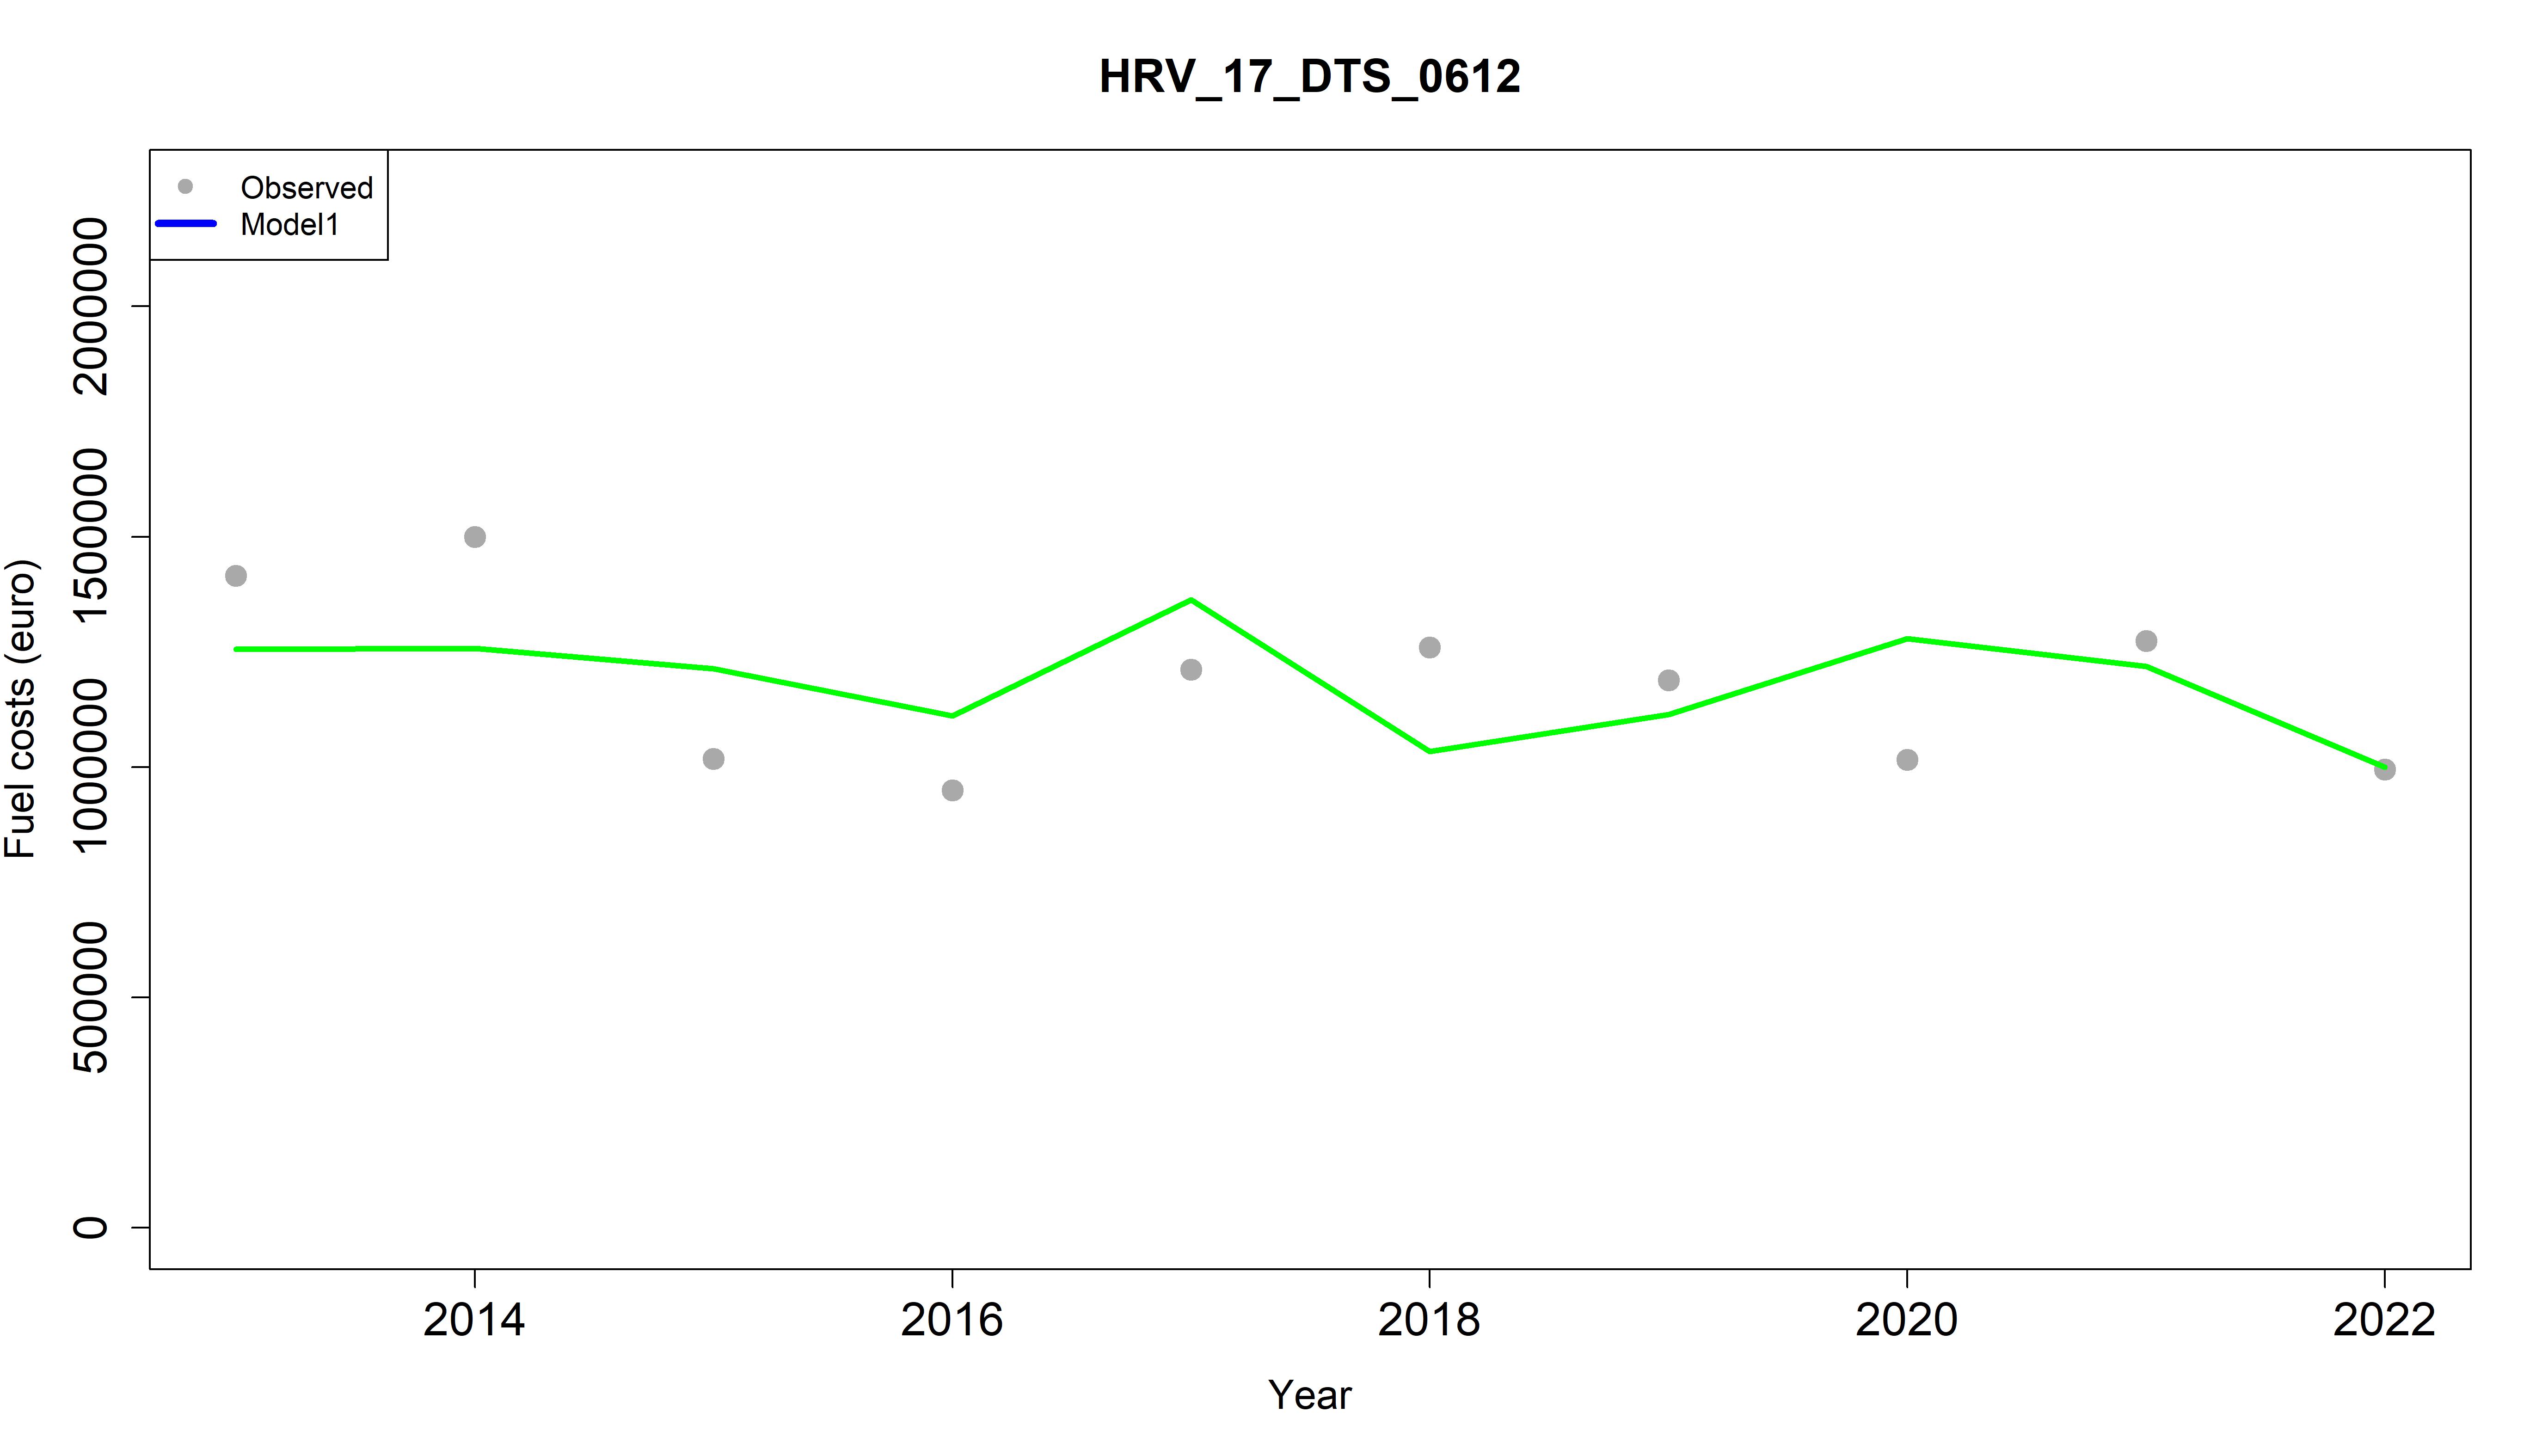 HRV_17_DTS_0612
Observed
Model1
Fuel costs (euro)
2000000
1500000
1000000
500000
0
2014 2016 2018 2020 2022
Year